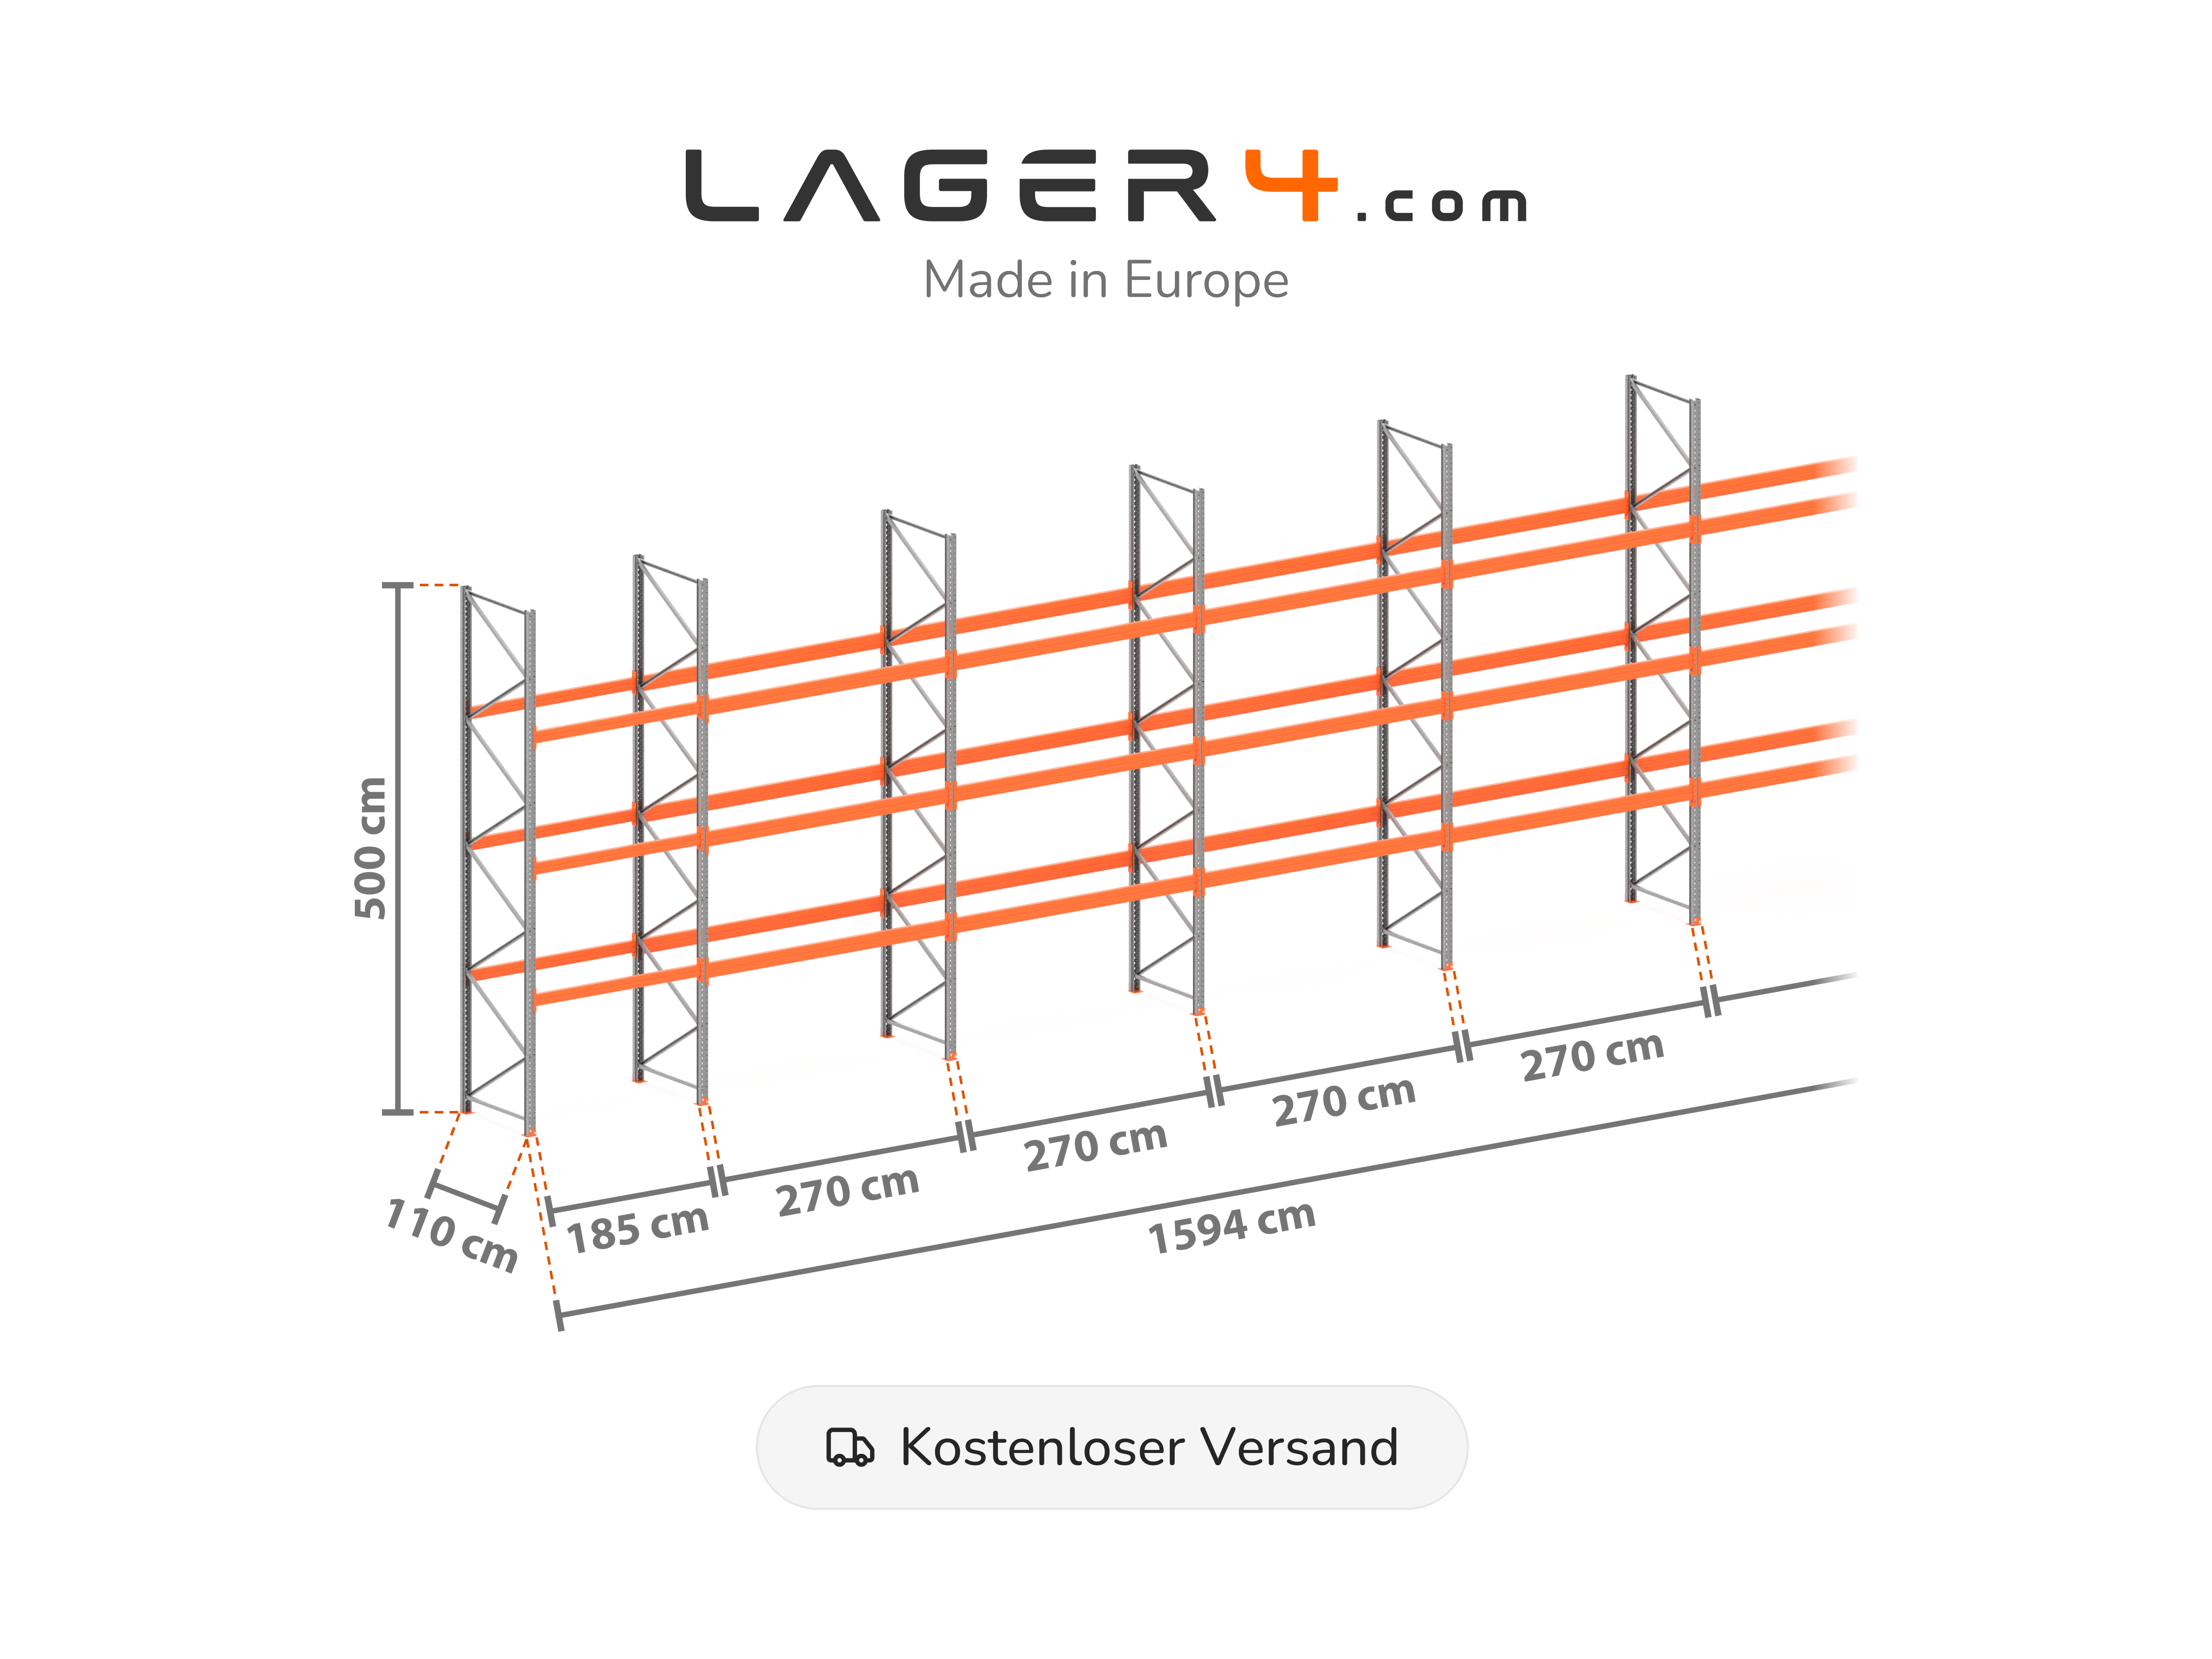 LAGER4.com
Made in Europe
500 cm
110 cm
185 cm
270 cm
270 cm
270 cm
270 cm
1594 cm
Kostenloser Versand